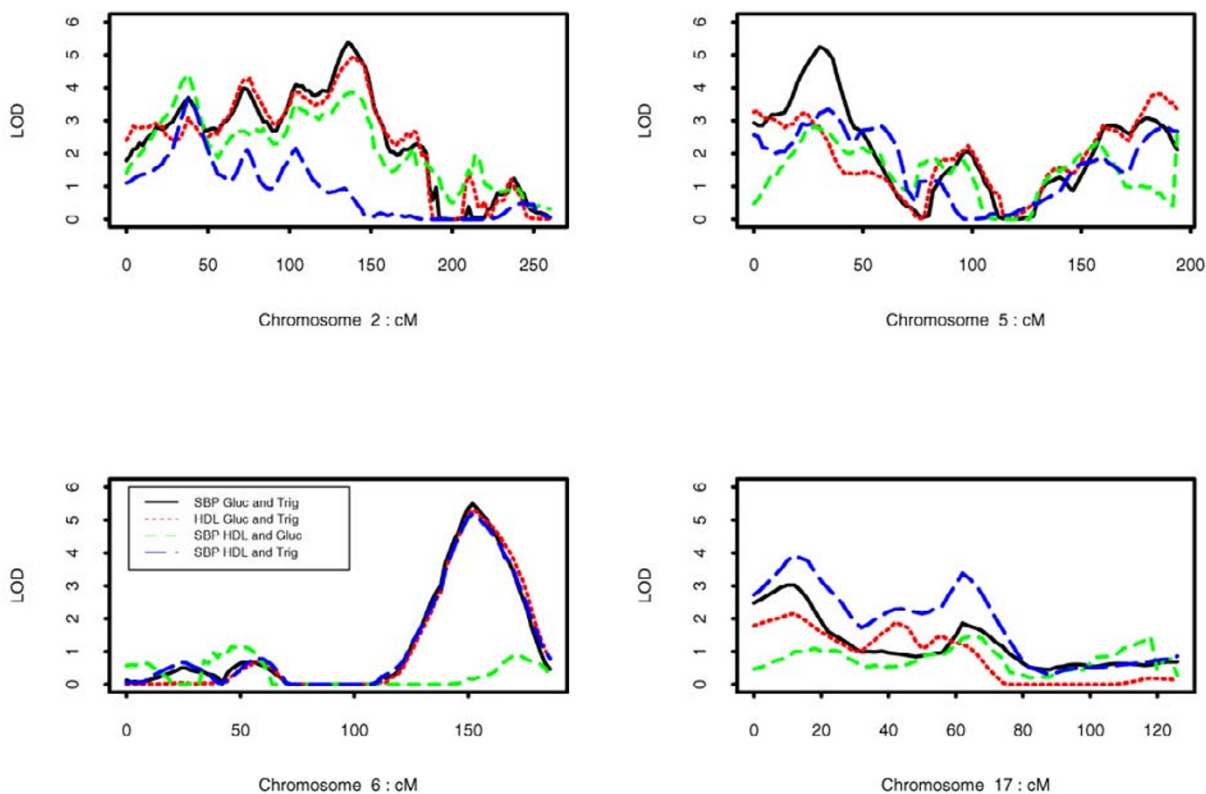 LOD
6
5
4
3
2
1
0
0 50 100 150 200 250
Chromosome 2 : cM
LOD
6
5
4
3
2
1
0
0 50 100 150 200
Chromosome 5 : cM
LOD
6
5
4
3
2
1
0
SBP Gluc and Trig
HDL Gluc and Trig
SBP HDL and Gluc
SBP HDL and Trig
0 50 100 150
Chromosome 6 : cM
LOD
6
5
4
3
2
1
0
0 20 40 60 80 100 120
Chromosome 17 : cM